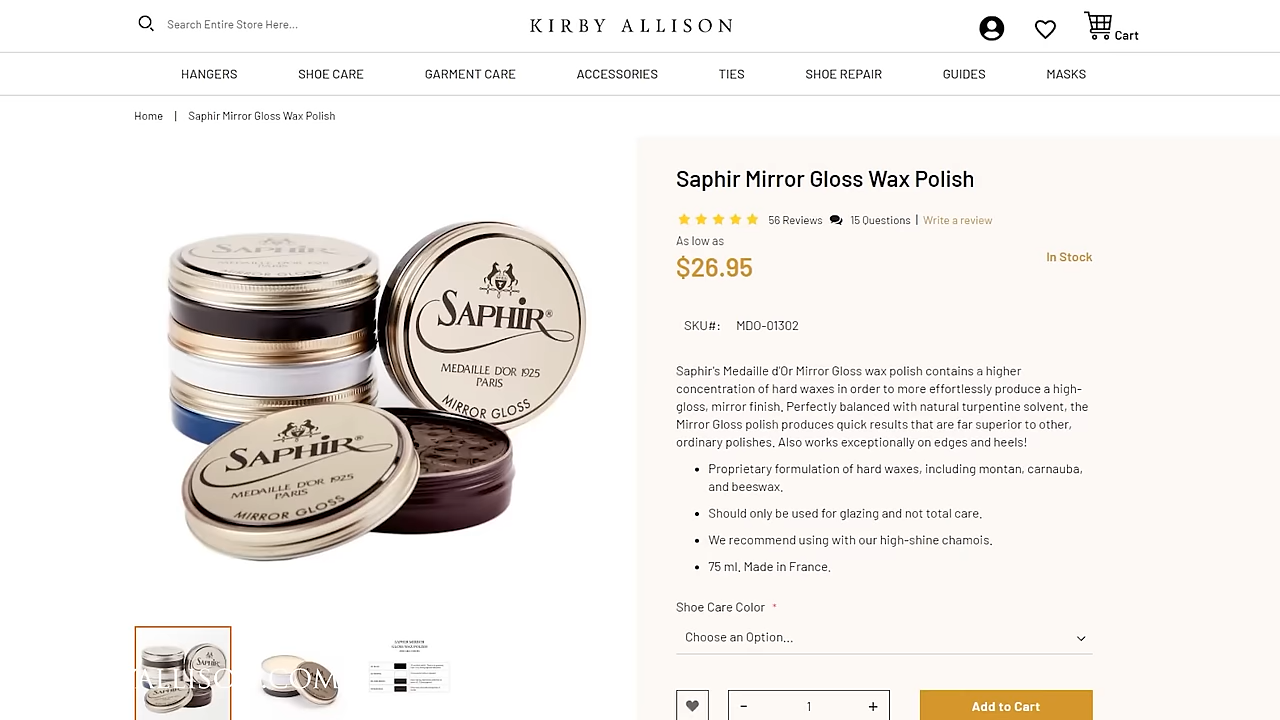 Search Entire Store Here...
KIRBY ALLISON
Cart
HANGERS
SHOE CARE
GARMENT CARE
ACCESSORIES
TIES
SHOE REPAIR
GUIDES
MASKS
Home | Saphir Mirror Gloss Wax Polish
SAPHIR
MEDAILLE D'OR 1925
PARIS
MIRROR GLOSS
SAPHIR®
MEDAILLE D'OR 1925
PARIS
MIRROR GLOSS
SAPHIR®
MEDAILLE D'OR 1925
PARIS
MIRROR GLOSS
Saphir Mirror Gloss Wax Polish
56 Reviews 15 Questions | Write a review
As low as
$26.95
In Stock
SKU#: MDO-01302
Saphir's Medaille d'Or Mirror Gloss wax polish contains a higher
concentration of hard waxes in order to more effortlessly produce a high-
gloss, mirror finish. Perfectly balanced with natural turpentine solvent, the
Mirror Gloss polish produces quick results that are far superior to other,
ordinary polishes. Also works exceptionally on edges and heels!
• Proprietary formulation of hard waxes, including montan, carnauba,
and beeswax.
• Should only be used for glazing and not total care.
• We recommend using with our high-shine chamois.
• 75 ml. Made in France.
Shoe Care Color *
Choose an Option...
- 1 +
Add to Cart